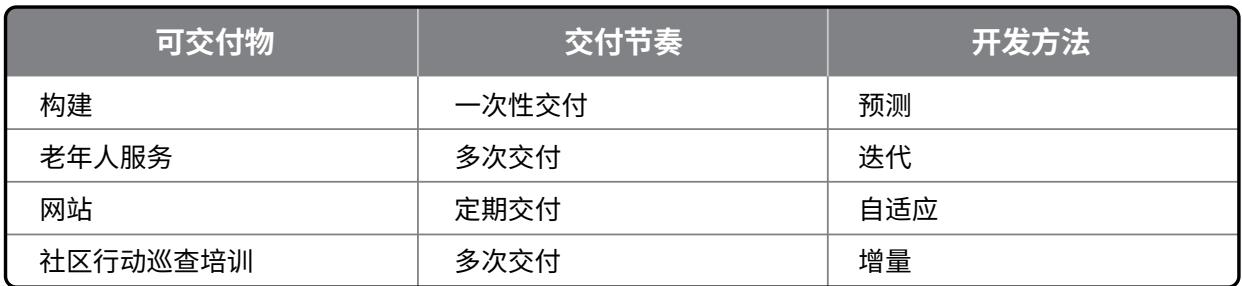 可交付物 交付节奏 开发方法
构建 一次性交付 预测
老年人服务 多次交付 迭代
网站 定期交付 自适应
社区行动巡查培训 多次交付 增量